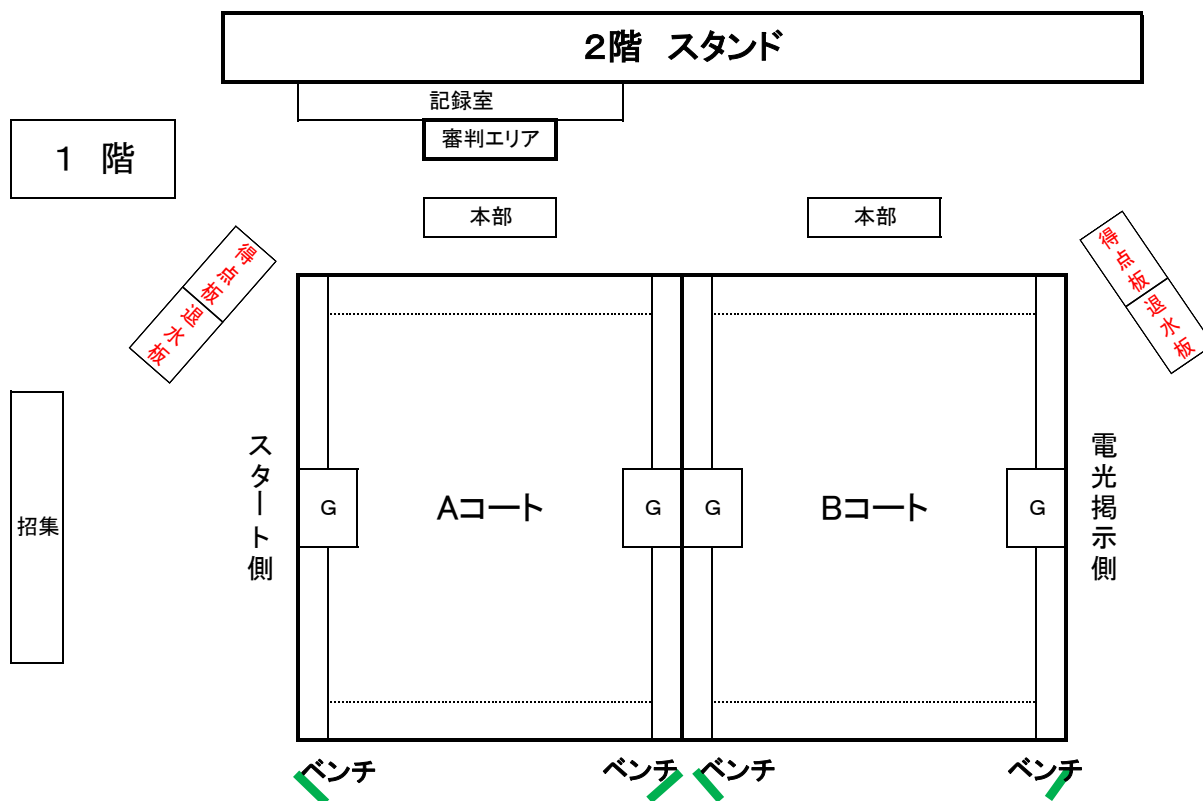 ２階　スタンド
記録室
審判エリア
１　階
本部
本部
得点板
退水板
得点板
退水板
スタート側
電光掲示側
招集
G
Aコート
G
G
Bコート
G
ベンチ
ベンチ
ベンチ
ベンチ